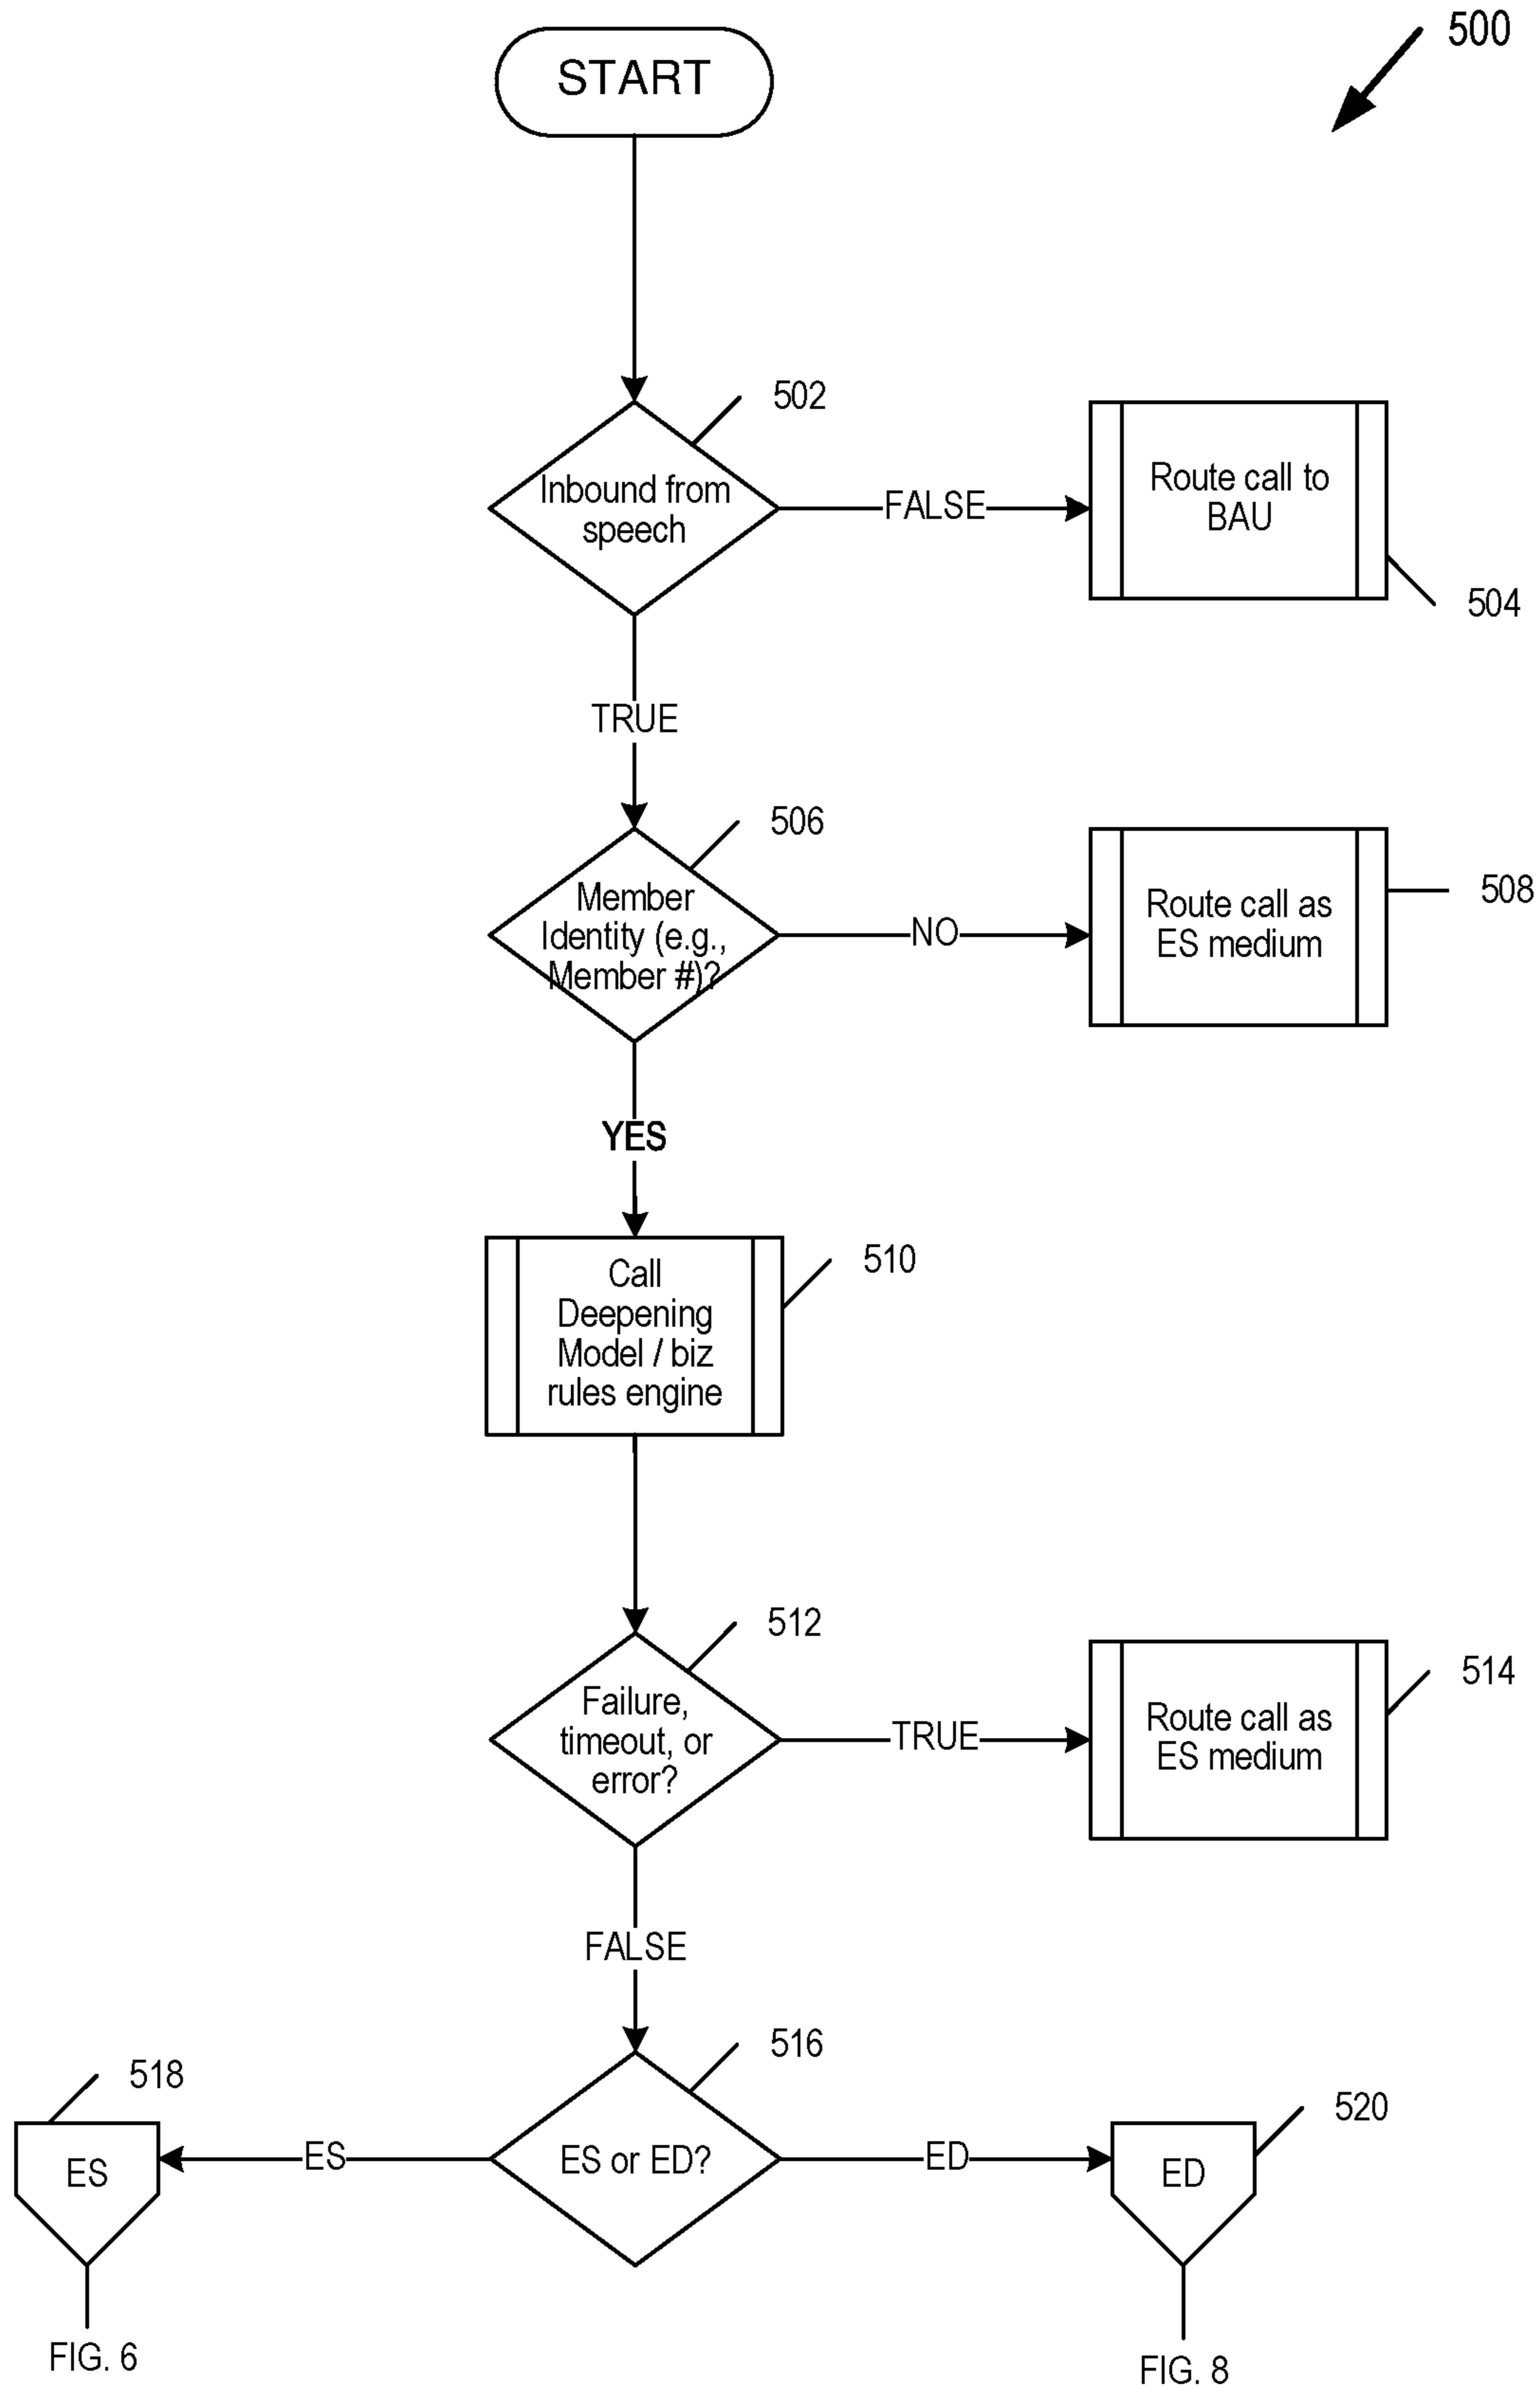 500
START
502
Inbound from
speech
FALSE
Route call to
BAU
504
TRUE
506
Member
Identity (e.g.,
Member #)?
NO
Route call as
ES medium
508
YES
510
Call
Deepening
Model / biz
rules engine
512
Failure,
timeout, or
error?
TRUE
Route call as
ES medium
514
FALSE
516
518
ES
ES
ES or ED?
ED
ED
520
FIG. 6
FIG. 8